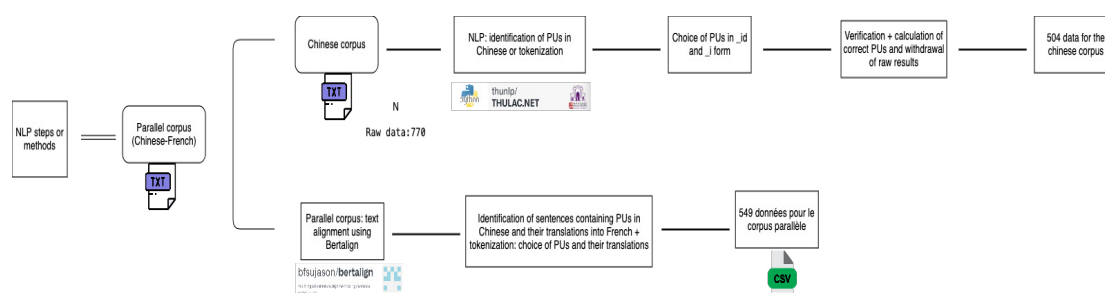 NLP steps or
methods
Parallel corpus
(Chinese-French)
TXT
Chinese corpus
TXT
N
Raw data:770
NLP: identification of PUs in
Chinese or tokenization
python
thunlp/
THULAC.NET
Choice of PUs in _id
and _i form
Verification + calculation of
correct PUs and withdrawal
of raw results
504 data for the
chinese corpus
Parallel corpus: text
alignment using
Bertalign
bfsujason/bertalign
Identification of sentences containing PUs in
Chinese and their translations into French +
tokenization: choice of PUs and their translations
549 données pour le
corpus parallèle
CSV